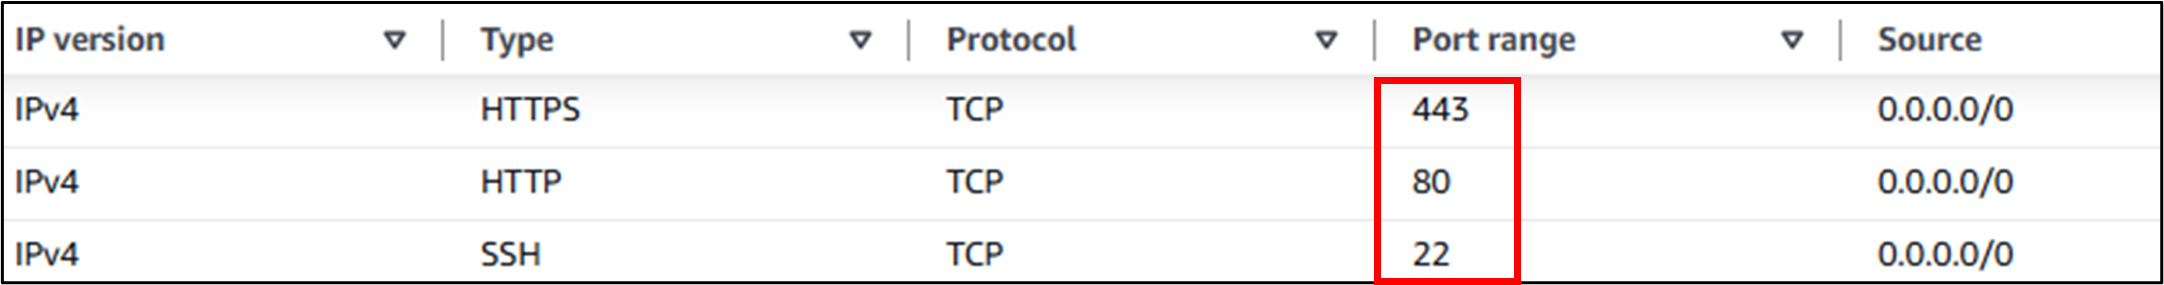 IP version Type Protocol Port range Source
IPv4 HTTPS TCP 443 0.0.0.0/0
IPv4 HTTP TCP 80 0.0.0.0/0
IPv4 SSH TCP 22 0.0.0.0/0